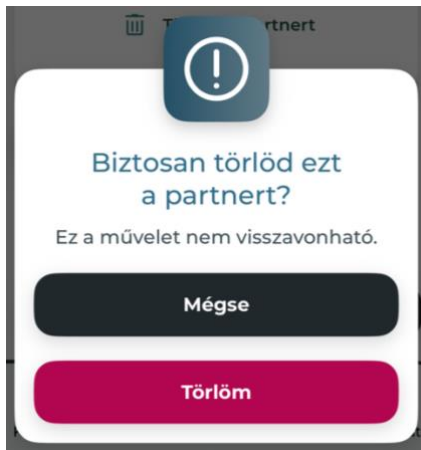 Biztosan törlöd ezt
a partnert?
Ez a művelet nem visszavonható.
Mégse
Törlöm